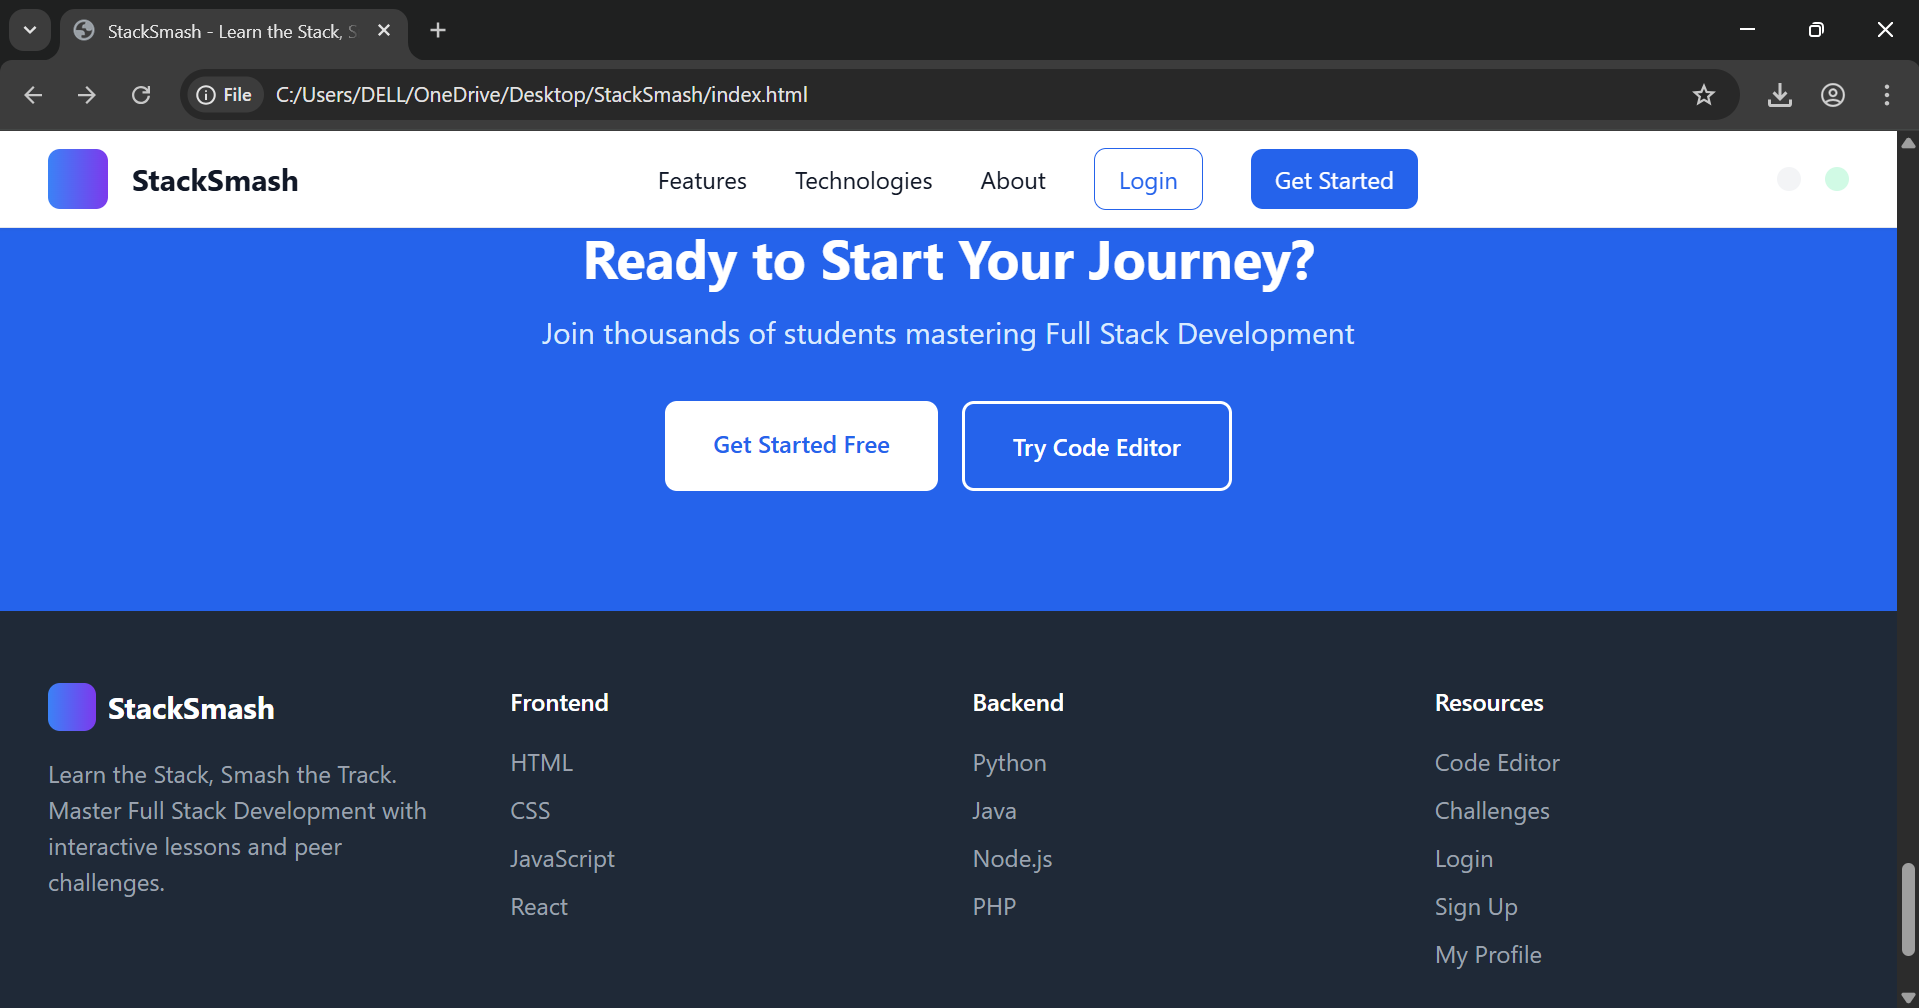 StackSmash - Learn the Stack, S
File
C:/Users/DELL/OneDrive/Desktop/StackSmash/index.html
StackSmash
Features
Technologies
About
Login
Get Started
Ready to Start Your Journey?
Join thousands of students mastering Full Stack Development
Get Started Free
Try Code Editor
StackSmash
Learn the Stack, Smash the Track.
Master Full Stack Development with
interactive lessons and peer
challenges.
Frontend
HTML
CSS
JavaScript
React
Backend
Python
Java
Node.js
PHP
Resources
Code Editor
Challenges
Login
Sign Up
My Profile